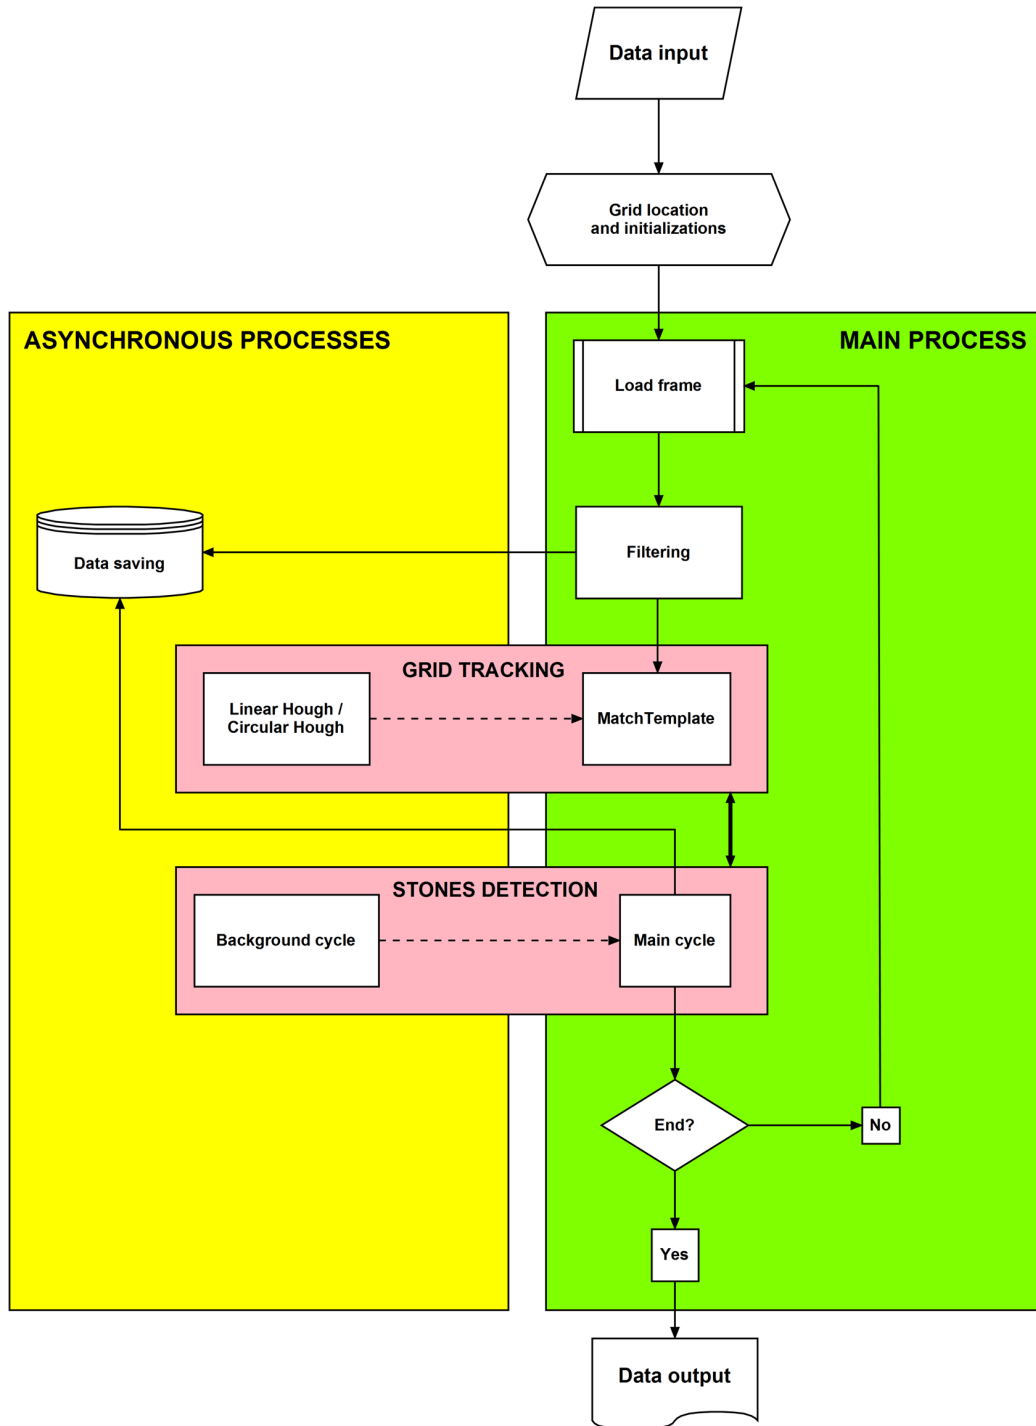 Data input
Grid location
and initializations
ASYNCHRONOUS PROCESSES
MAIN PROCESS
Load frame
Data saving
Filtering
GRID TRACKING
Linear Hough /
Circular Hough
MatchTemplate
STONES DETECTION
Background cycle
Main cycle
End?
No
Yes
Data output